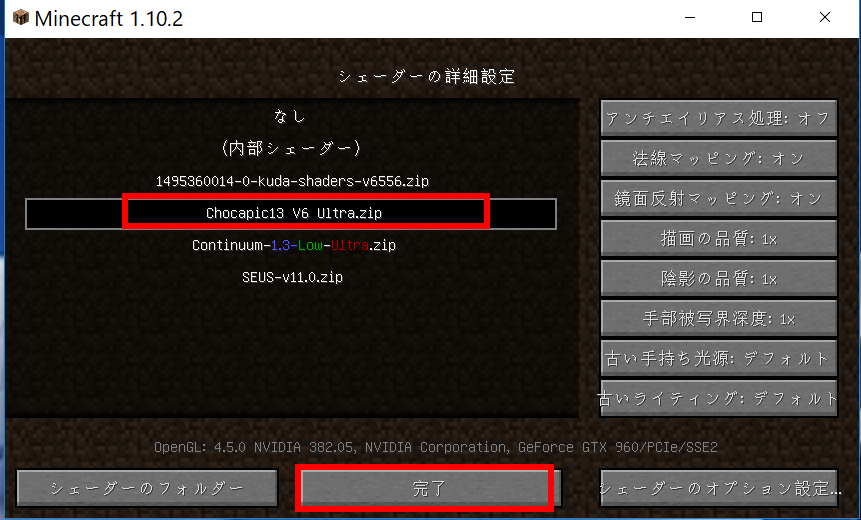 Minecraft 1.10.2
シェーダーの詳細設定
なし
(内部シェーダー)
1495360014-0-kuda-shaders-v6556.zip
Chocapic13 V6 Ultra.zip
Continuum-1.3-Low-Ultra.zip
SEUS-v11.0.zip
アンチエイリアス処理: オフ
法線マッピング: オン
鏡面反射マッピング: オン
描画の品質: 1x
陰影の品質: 1x
手部被写界深度: 1x
古い手持ち光源: デフォルト
古いライティング: デフォルト
OpenGL: 4.5.0 NVIDIA 382.05, NVIDIA Corporation, GeForce GTX 960/PCIe/SSE2
シェーダーのフォルダー
完了
シェーダーのオプション設定...